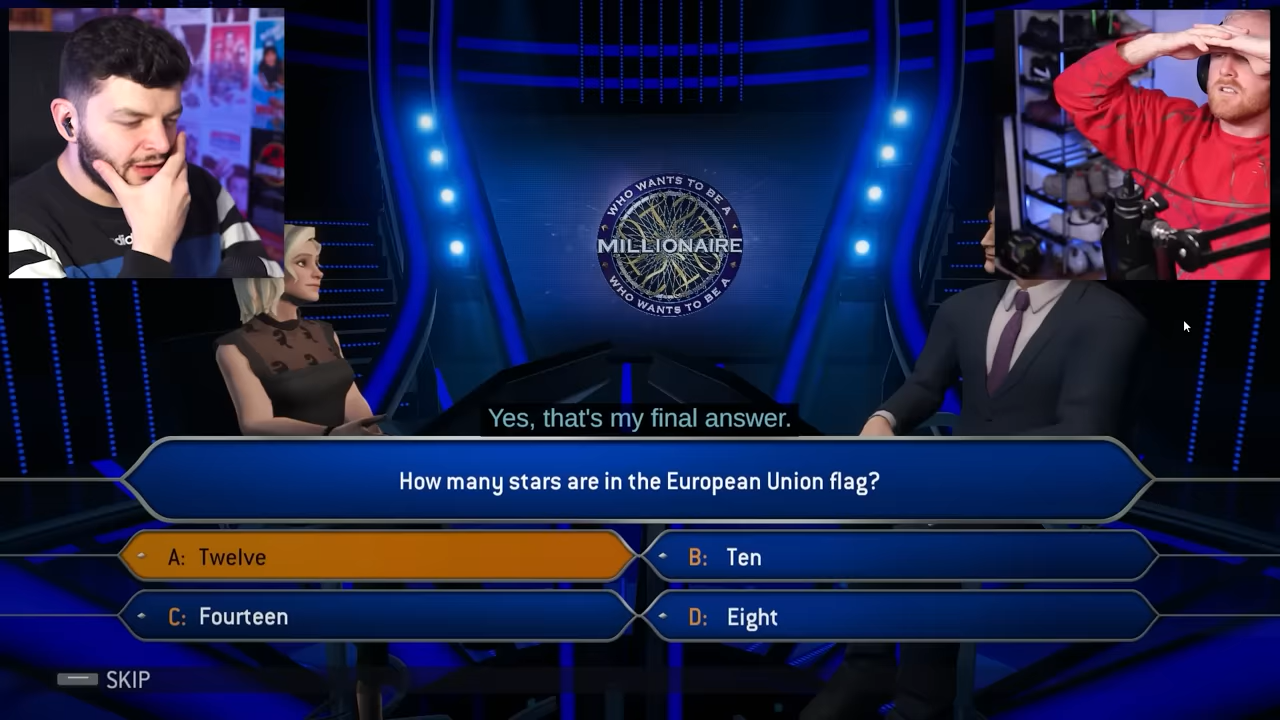 WHO WANTS TO BE A
MILLIONAIRE
WHO WANTS TO BE A
Yes, that's my final answer.
How many stars are in the European Union flag?
A: Twelve
B: Ten
C: Fourteen
D: Eight
SKIP